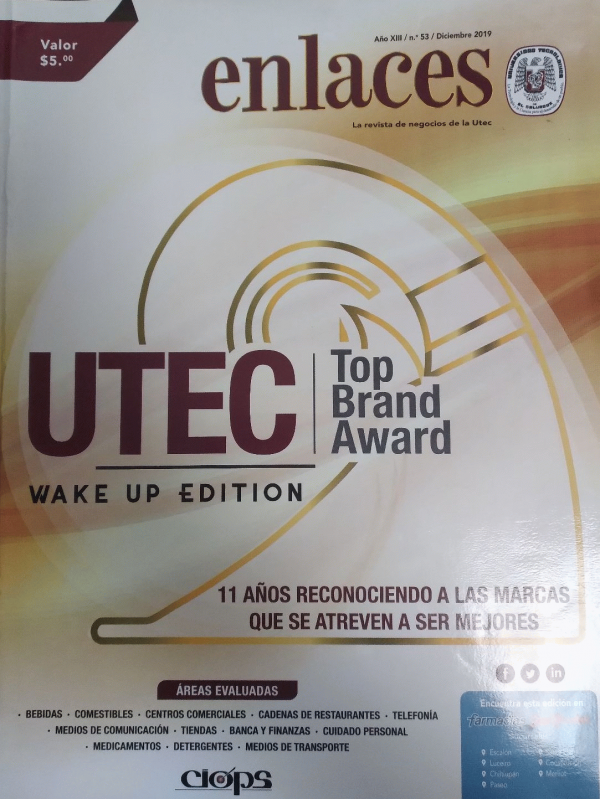 Valor
$5.00
Año XIII / n.° 53 / Diciembre 2019
enlaces
La revista de negocios de la Utec
UTEC
Top
Brand
Award
WAKE UP EDITION
11 AÑOS RECONOCIENDO A LAS MARCAS
QUE SE ATREVEN A SER MEJORES
ÁREAS EVALUADAS
· BEBIDAS · COMESTIBLES · CENTROS COMERCIALES · CADENAS DE RESTAURANTES · TELEFONÍA
· MEDIOS DE COMUNICACIÓN · TIENDAS · BANCA Y FINANZAS · CUIDADO PERSONAL
· MEDICAMENTOS · DETERGENTES · MEDIOS DE TRANSPORTE
ciops
Encuentra esta edición en
Escalón
Lucero
Chiltiupán
Paseo